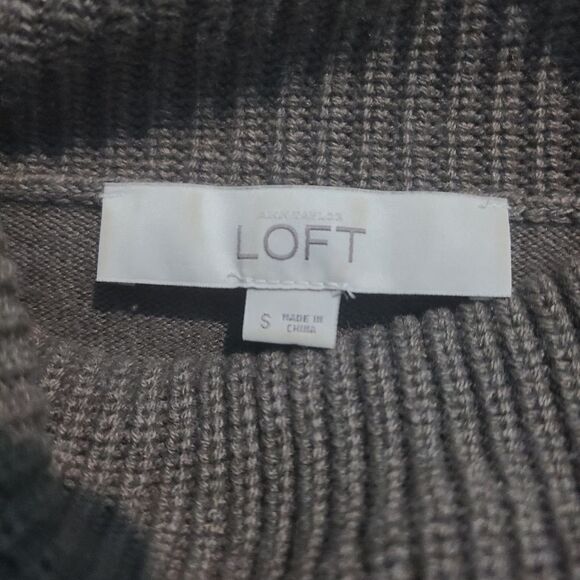 ANN TAYLOR
LOFT
S MADE IN
CHINA